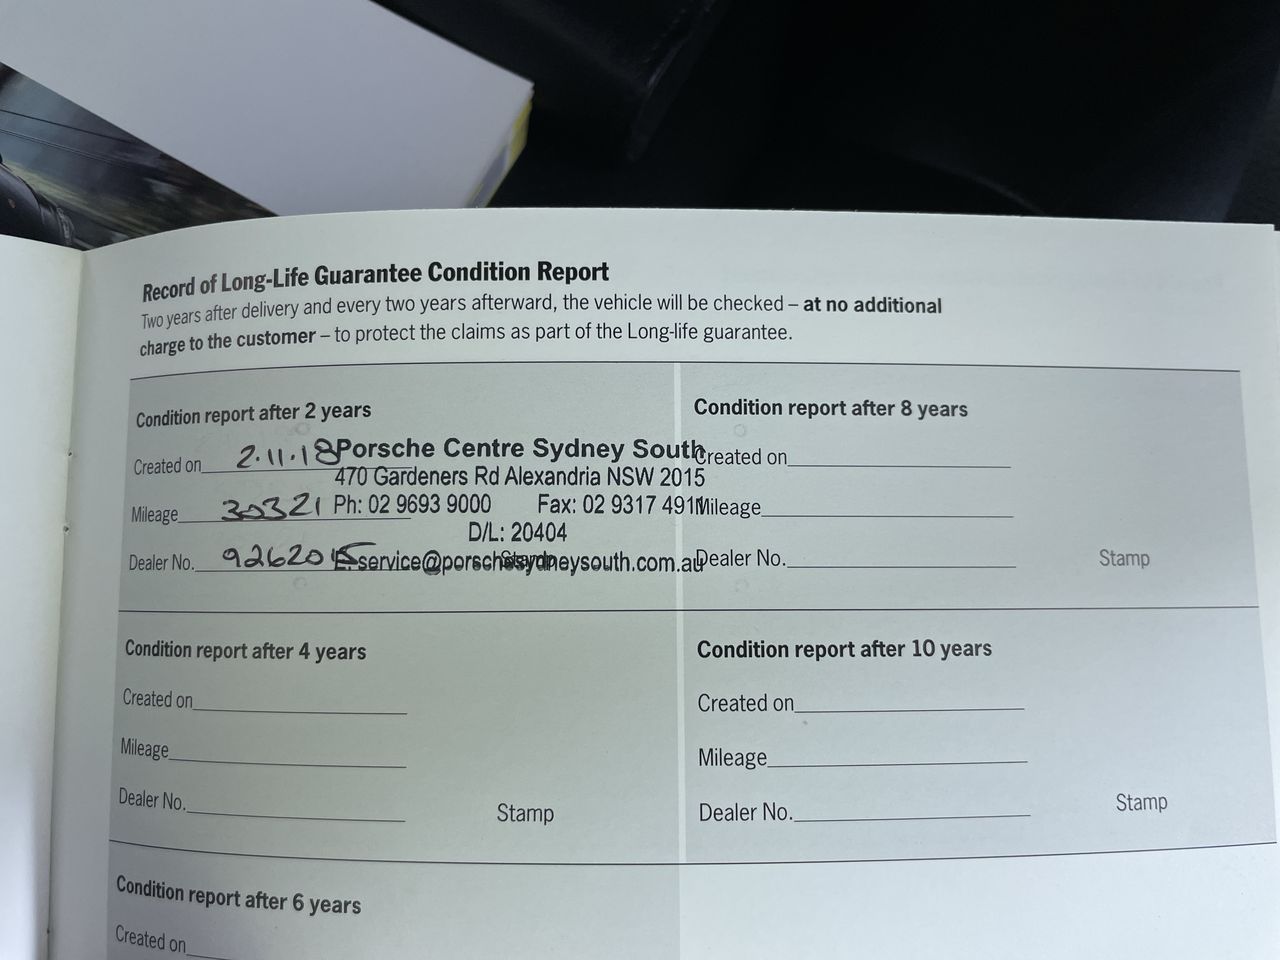 Record of Long-Life Guarantee Condition Report
Two years after delivery and every two years afterward, the vehicle will be checked – at no additional
charge to the customer – to protect the claims as part of the Long-life guarantee.
Condition report after 2 years
Created on 2.11.18
Mileage 30321
Dealer No. 9262015
Porsche Centre Sydney South
470 Gardeners Rd Alexandria NSW 2015
Ph: 02 9693 9000 Fax: 02 9317 4911
D/L: 20404
E: service@porschesydneysouth.com.au
Stamp
Condition report after 8 years
Created on
Mileage
Dealer No.
Stamp
Condition report after 4 years
Created on
Mileage
Dealer No.
Stamp
Condition report after 10 years
Created on
Mileage
Dealer No.
Stamp
Condition report after 6 years
Created on